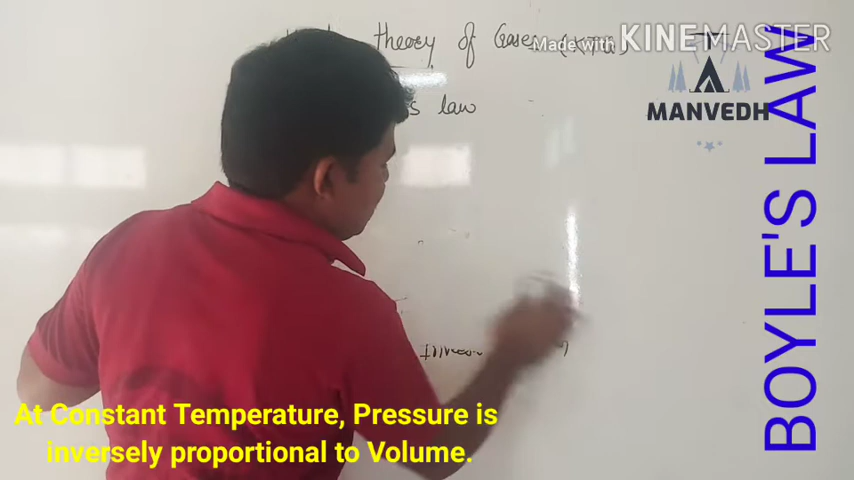 theory of Gases (KTG)
law
Made with KINEMASTER
MANVEDH
BOYLE'S LAW
At Constant Temperature, Pressure is
inversely proportional to Volume.